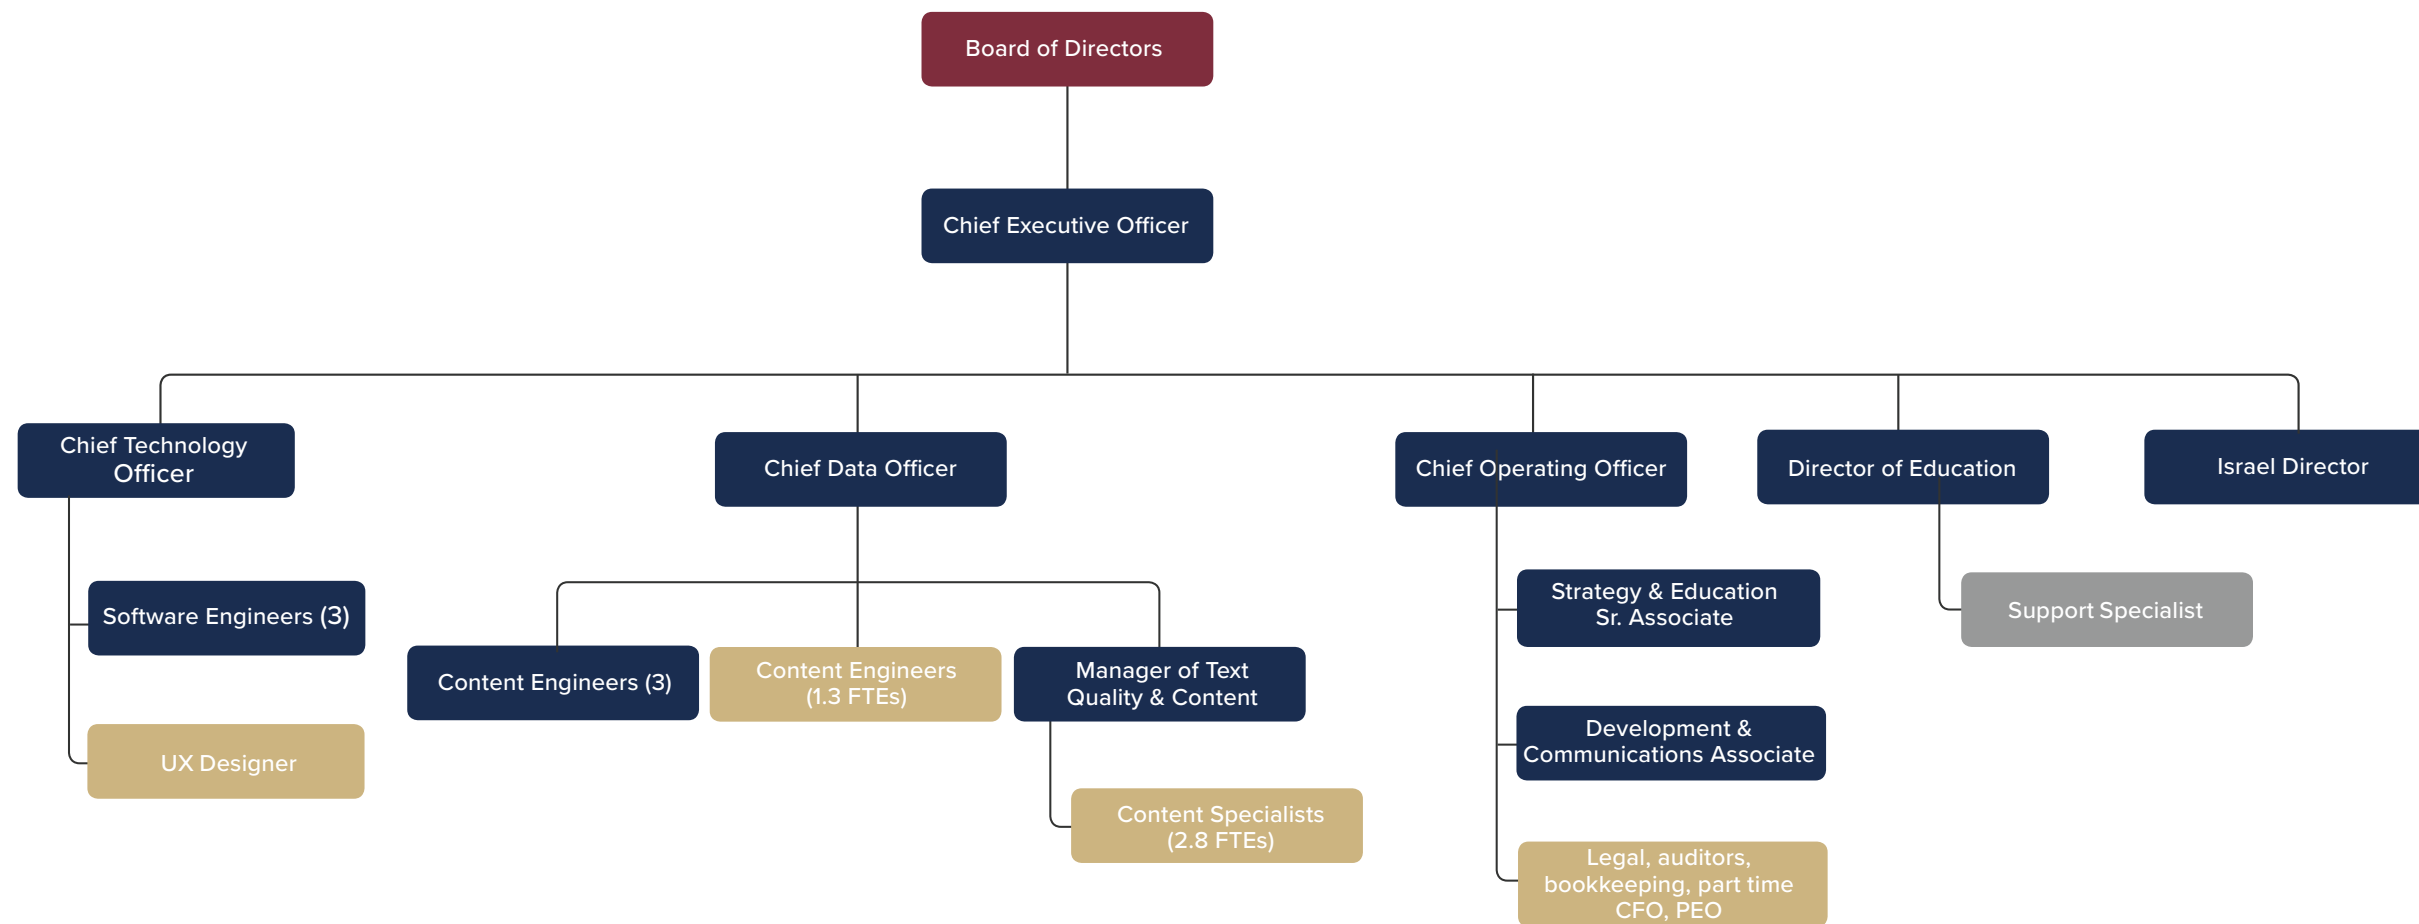 Board of Directors
Chief Executive Officer
Chief Technology
Officer
Chief Data Officer
Chief Operating Officer
Director of Education
Israel Director
Software Engineers (3)
UX Designer
Content Engineers (3)
Content Engineers
(1.3 FTEs)
Manager of Text
Quality & Content
Content Specialists
(2.8 FTEs)
Strategy & Education
Sr. Associate
Development &
Communications Associate
Legal, auditors,
bookkeeping, part time
CFO, PEO
Support Specialist